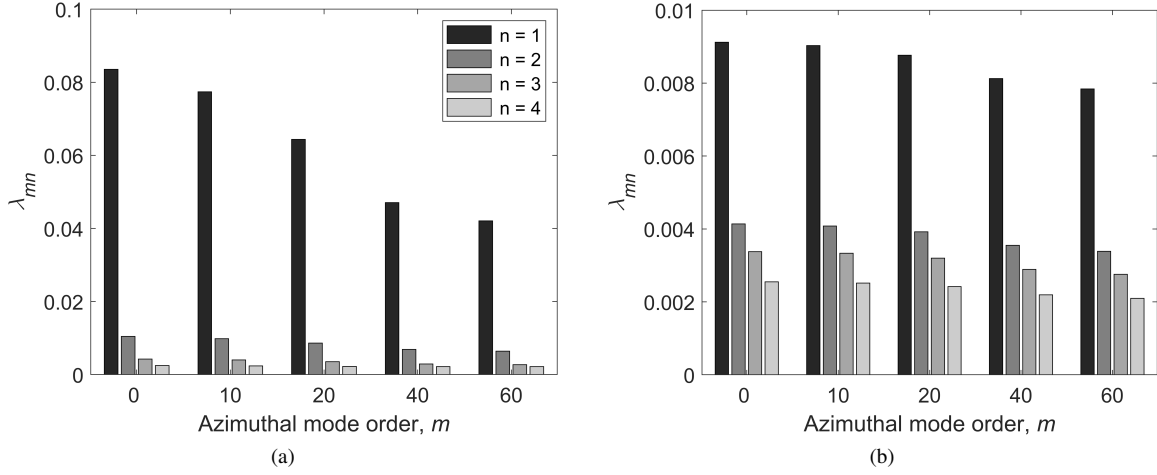 0.1
0.08
0.06
0.04
0.02
0
λmn
n = 1
n = 2
n = 3
n = 4
0 10 20 40 60
Azimuthal mode order, m
(a)
0.01
0.008
0.006
0.004
0.002
0
λmn
0 10 20 40 60
Azimuthal mode order, m
(b)